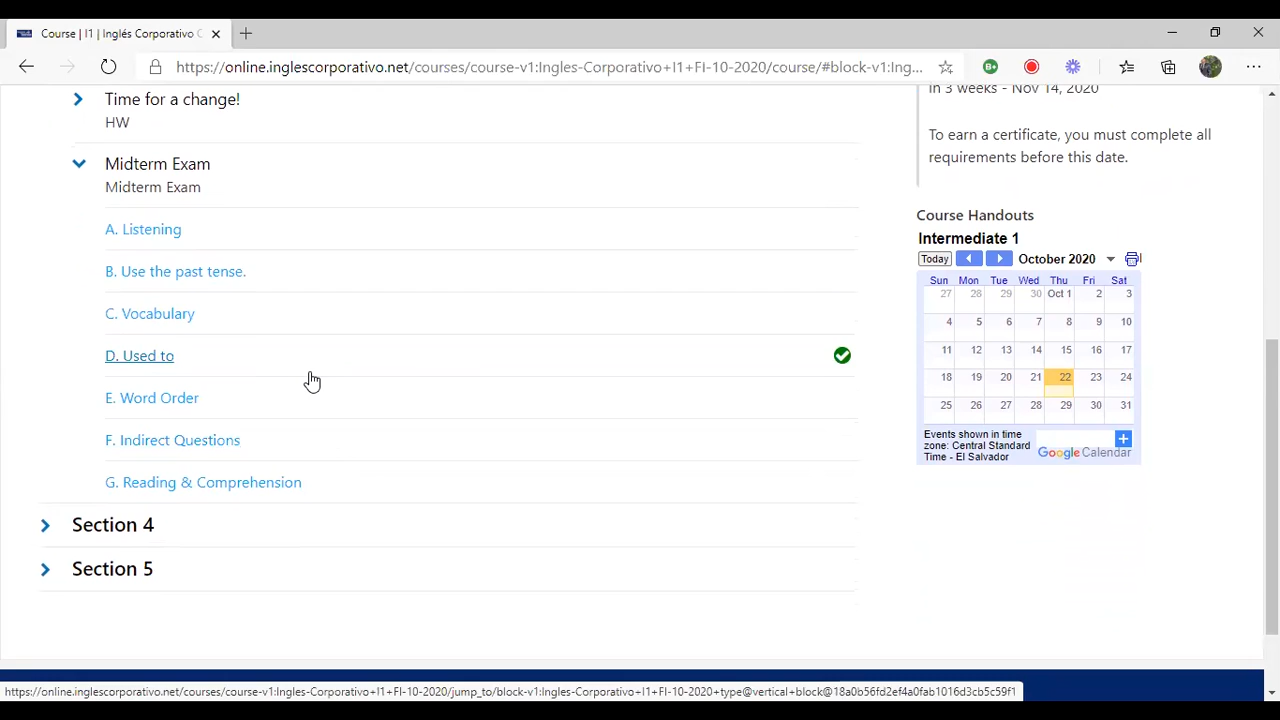 Course | I1 | Inglés Corporativo C
https://online.inglescorporativo.net/courses/course-v1:Ingles-Corporativo+I1+FI-10-2020/course/#block-v1:Ing...
Time for a change!
HW
Midterm Exam
Midterm Exam
A. Listening
B. Use the past tense.
C. Vocabulary
D. Used to
E. Word Order
F. Indirect Questions
G. Reading & Comprehension
Section 4
Section 5
In 3 weeks - Nov 14, 2020
To earn a certificate, you must complete all
requirements before this date.
Course Handouts
Intermediate 1
Today October 2020
Sun Mon Tue Wed Thu Fri Sat
27 28 29 30 Oct 1 2 3
4 5 6 7 8 9 10
11 12 13 14 15 16 17
18 19 20 21 22 23 24
25 26 27 28 29 30 31
Events shown in time
zone: Central Standard
Time - El Salvador
Google Calendar
https://online.inglescorporativo.net/courses/course-v1:Ingles-Corporativo+I1+FI-10-2020/jump_to/block-v1:Ingles-Corporativo+I1+FI-10-2020+type@vertical+block@18a0b56fd2ef4a0fab1016d3cb5c59f1